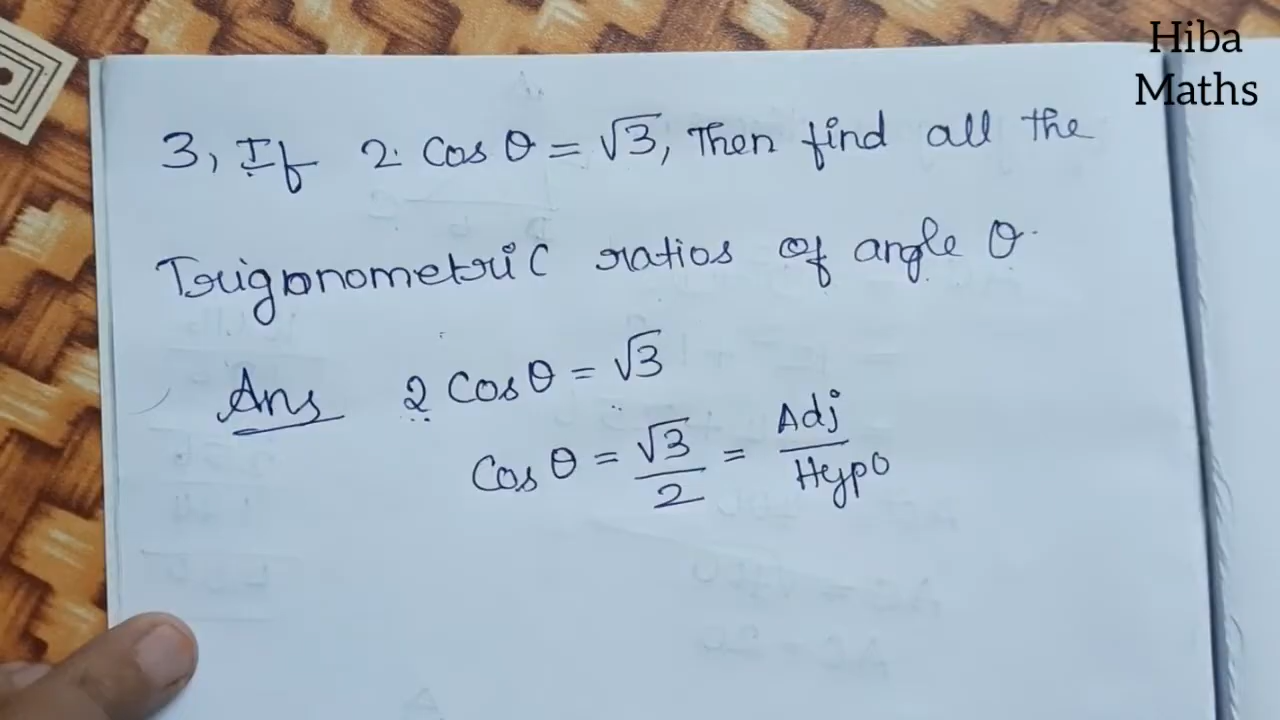 Hiba
Maths
3, If 2 Cos θ = √3, Then find all the
Trigonometric ratios of angle θ.
Ans 2 Cos θ = √3
Cos θ = √3/2 = Adj/Hypo